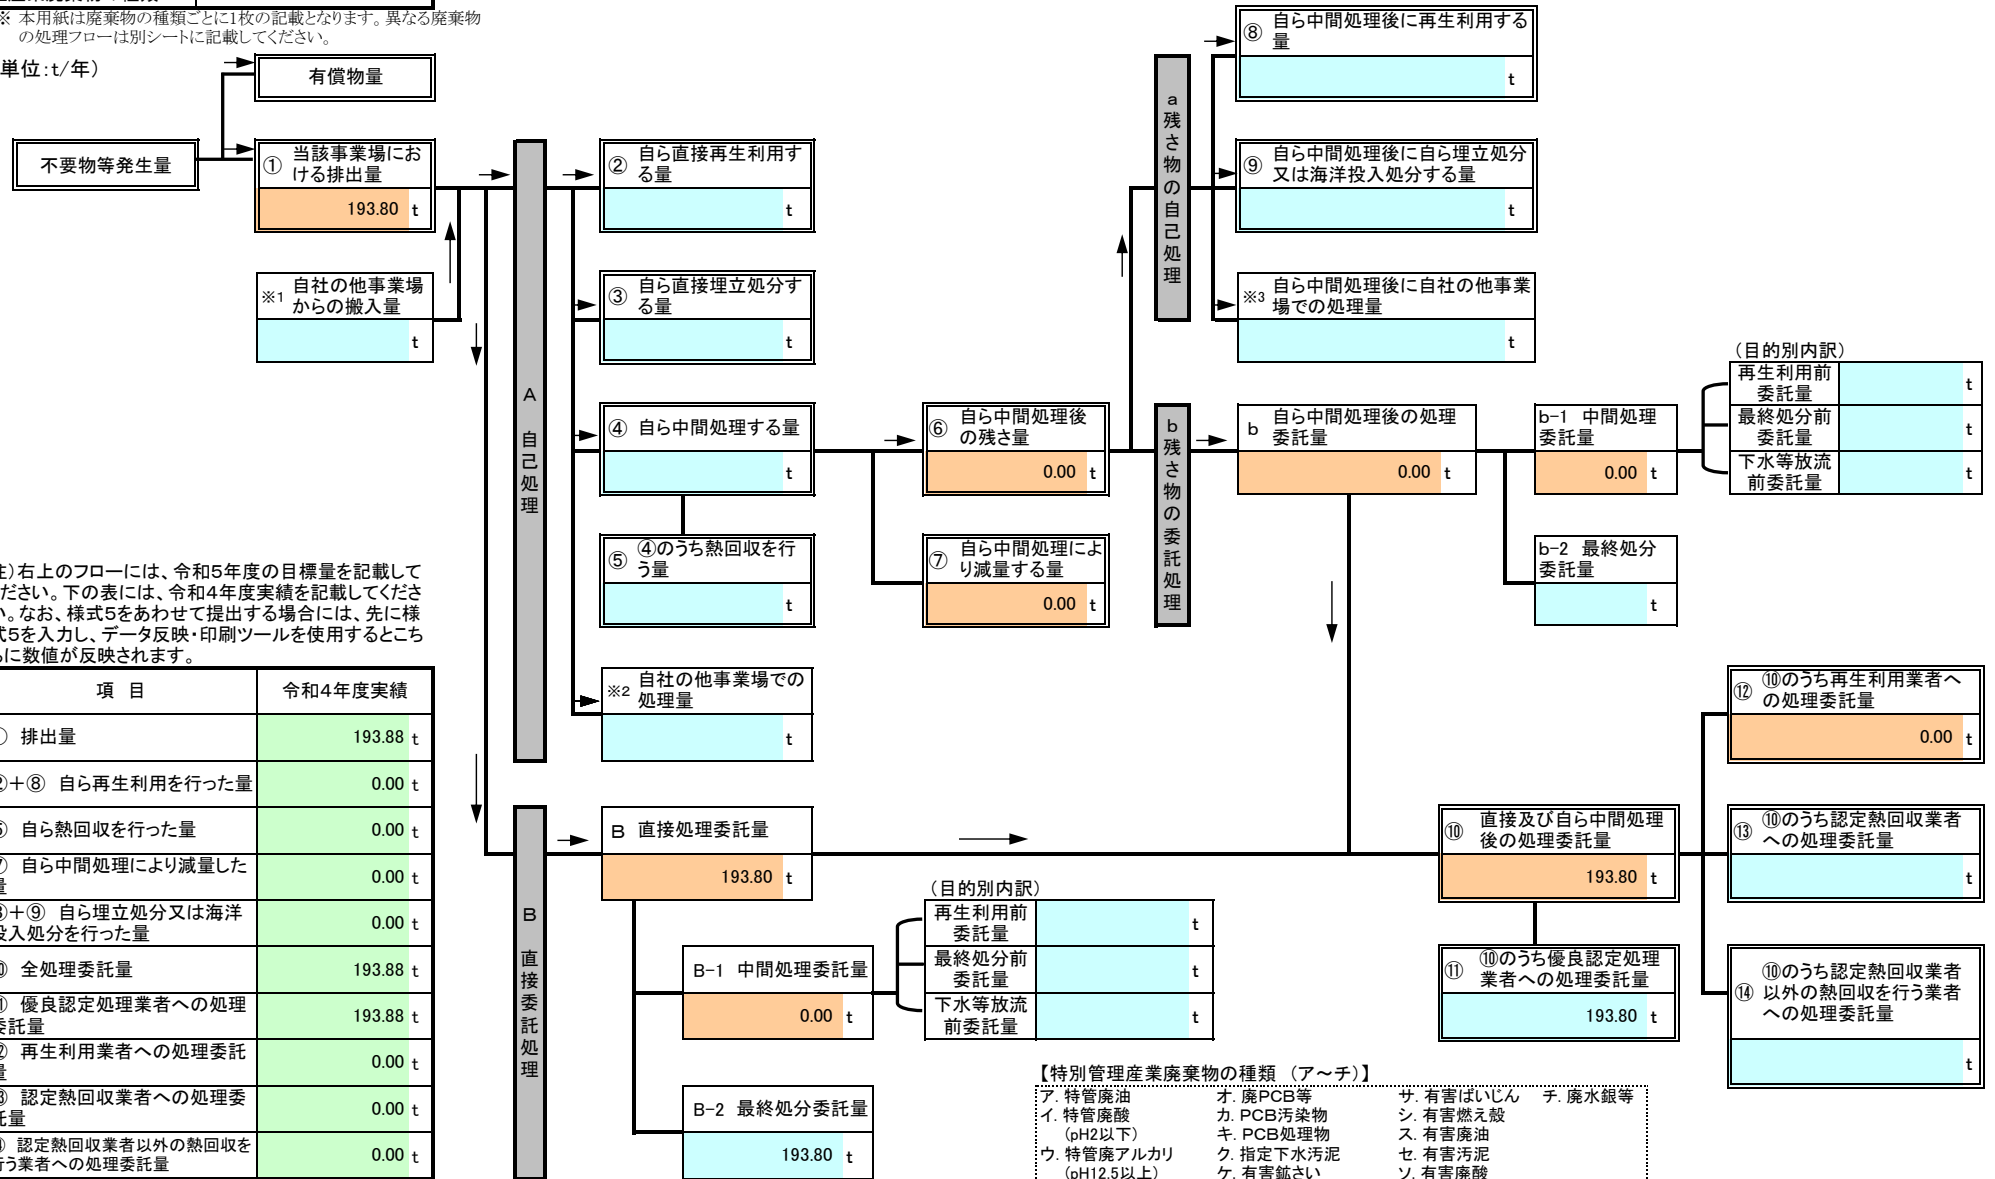 ※ 本用紙は廃棄物の種類ごとに1枚の記載となります。異なる廃棄物
の処理フローは別シートに記載してください。
単位:t/年)
有償物量
不要物等発生量
① 当該事業場にお
ける排出量
193.80 t
※1 自社の他事業場
からの搬入量
t
A 自己処理
② 自ら直接再生利用す
る量
t
③ 自ら直接埋立処分す
る量
t
④ 自ら中間処理する量
t
⑤ ④のうち熱回収を行
う量
t
※2 自社の他事業場での
処理量
t
⑥ 自ら中間処理後
の残さ量
0.00 t
⑦ 自ら中間処理によ
り減量する量
0.00 t
a 残さ物の自己処理
⑧ 自ら中間処理後に再生利用する
量
t
⑨ 自ら中間処理後に自ら埋立処分
又は海洋投入処分する量
t
※3 自ら中間処理後に自社の他事業
場での処理量
t
b 残さ物の委託処理
b 自ら中間処理後の処理
委託量
0.00 t
b-1 中間処理
委託量
0.00 t
b-2 最終処分
委託量
t
(目的別内訳)
再生利用前
委託量
t
最終処分前
委託量
t
下水等放流
前委託量
t
注)右上のフローには、令和5年度の目標量を記載して
ださい。下の表には、令和4年度実績を記載してくださ
い。なお、様式5をあわせて提出する場合には、先に様
式5を入力し、データ反映・印刷ツールを使用するとこち
らに数値が反映されます。
項 目 令和4年度実績
① 排出量 193.88 t
②+⑧ 自ら再生利用を行った量 0.00 t
⑤ 自ら熱回収を行った量 0.00 t
⑦ 自ら中間処理により減量した
量 0.00 t
③+⑨ 自ら埋立処分又は海洋
投入処分を行った量 0.00 t
⑩ 全処理委託量 193.88 t
⑪ 優良認定処理業者への処理
委託量 193.88 t
⑫ 再生利用業者への処理委託
量 0.00 t
⑬ 認定熱回収業者への処理委
託量 0.00 t
⑭ 認定熱回収業者以外の熱回収を
行う業者への処理委託量 0.00 t
B 直接委託処理
B 直接処理委託量
193.80 t
B-1 中間処理委託量
0.00 t
B-2 最終処分委託量
193.80 t
(目的別内訳)
再生利用前
委託量
t
最終処分前
委託量
t
下水等放流
前委託量
t
⑩ 直接及び自ら中間処理
後の処理委託量
193.80 t
⑪ ⑩のうち優良認定処理
業者への処理委託量
193.80 t
⑫ ⑩のうち再生利用業者へ
の処理委託量
0.00 t
⑬ ⑩のうち認定熱回収業者
への処理委託量
t
⑭ ⑩のうち認定熱回収業者
以外の熱回収を行う業者
への処理委託量
t
【特別管理産業廃棄物の種類 (ア~チ)】
ア. 特管廃油 オ. 廃PCB等 サ. 有害ばいじん チ. 廃水銀等
イ. 特管廃酸 カ. PCB汚染物 シ. 有害燃え殻
(pH2以下) キ. PCB処理物 ス. 有害廃油
ウ. 特管廃アルカリ ク. 指定下水汚泥 セ. 有害汚泥
(pH12.5以上) ケ. 有害鉱さい ソ. 有害廃酸